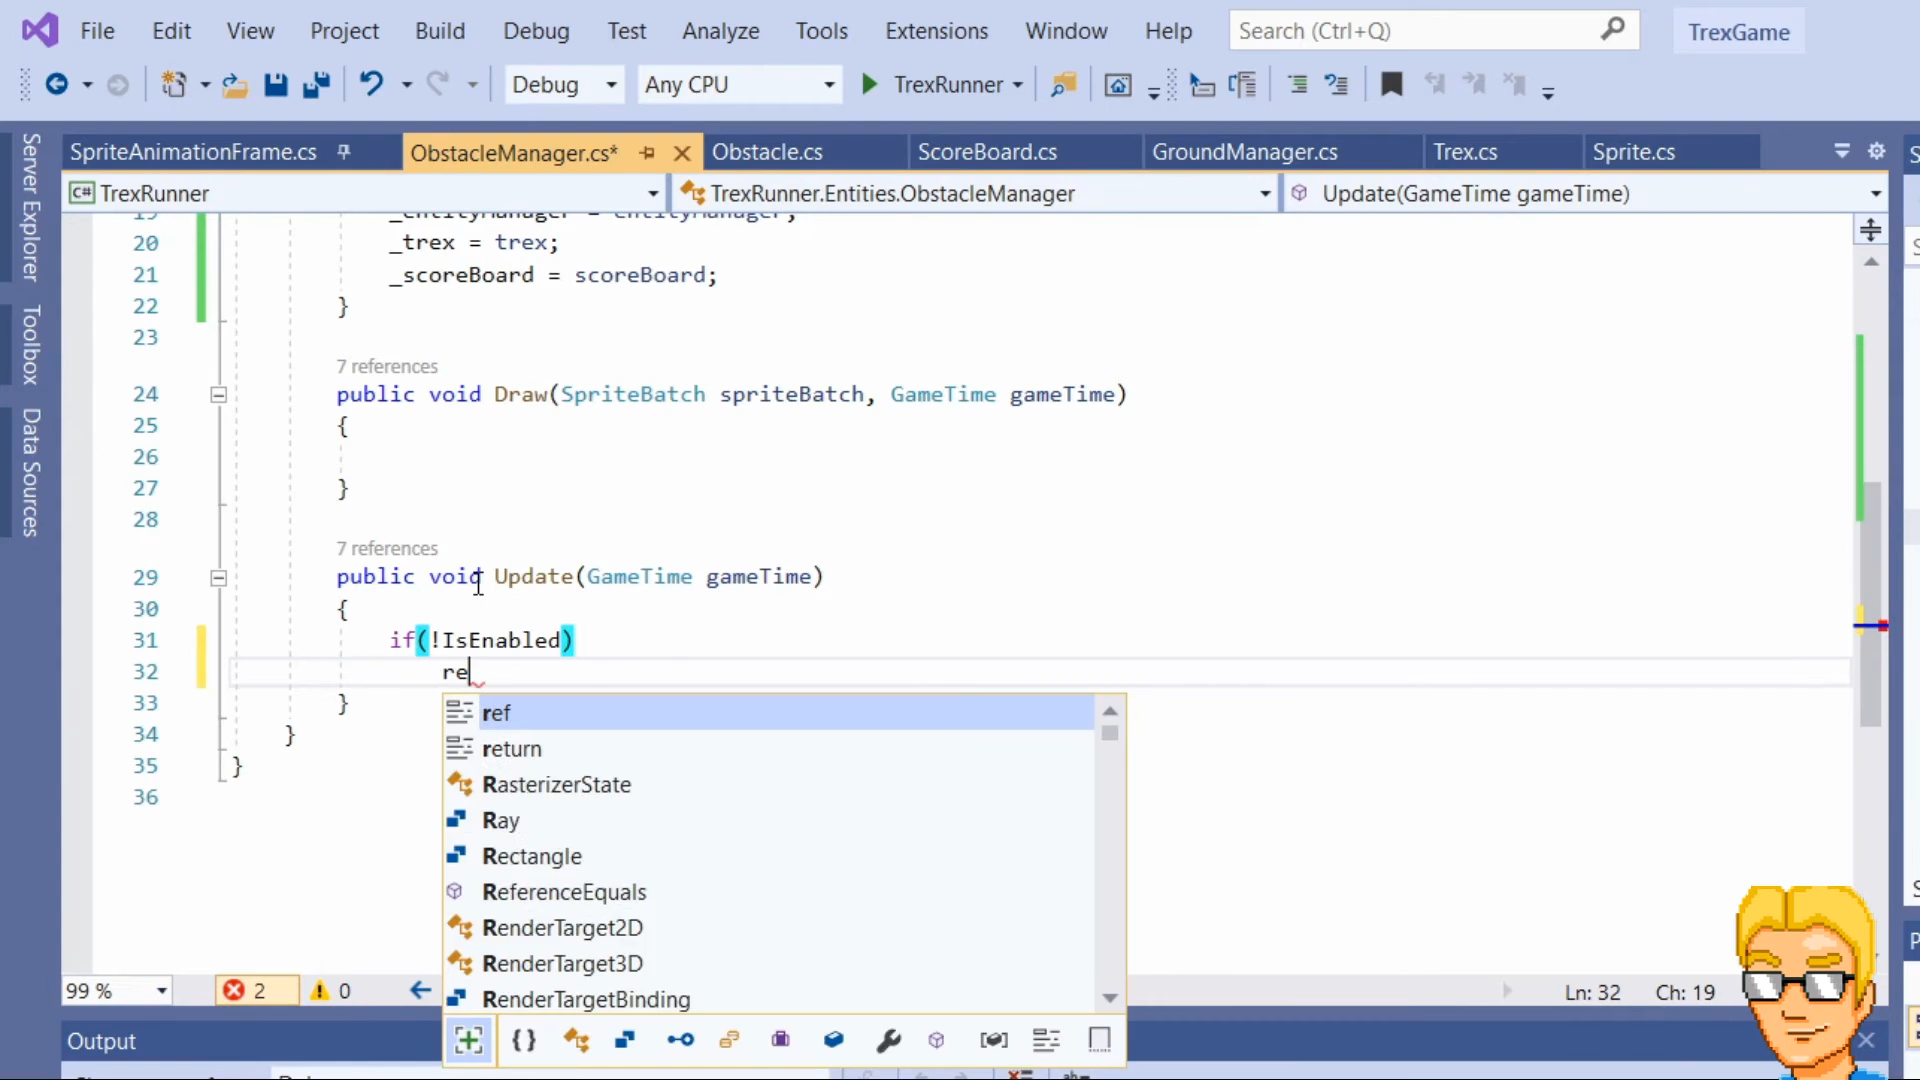 File Edit View Project Build Debug Test Analyze Tools Extensions Window Help Search (Ctrl+Q) TrexGame
Debug Any CPU TrexRunner
SpriteAnimationFrame.cs ObstacleManager.cs* Obstacle.cs ScoreBoard.cs GroundManager.cs Trex.cs Sprite.cs
TrexRunner TrexRunner.Entities.ObstacleManager Update(GameTime gameTime)
Server Explorer
Toolbox
Data Sources
19 _entityManager = entityManager;
20 _trex = trex;
21 _scoreBoard = scoreBoard;
22 }
23
7 references
24 public void Draw(SpriteBatch spriteBatch, GameTime gameTime)
25 {
26
27 }
28
7 references
29 public void Update(GameTime gameTime)
30 {
31 if(!IsEnabled)
32 re
33 }
34 }
35 }
36
ref
return
RasterizerState
Ray
Rectangle
ReferenceEquals
RenderTarget2D
RenderTarget3D
RenderTargetBinding
99 % 2 0 Ln: 32 Ch: 19
Output